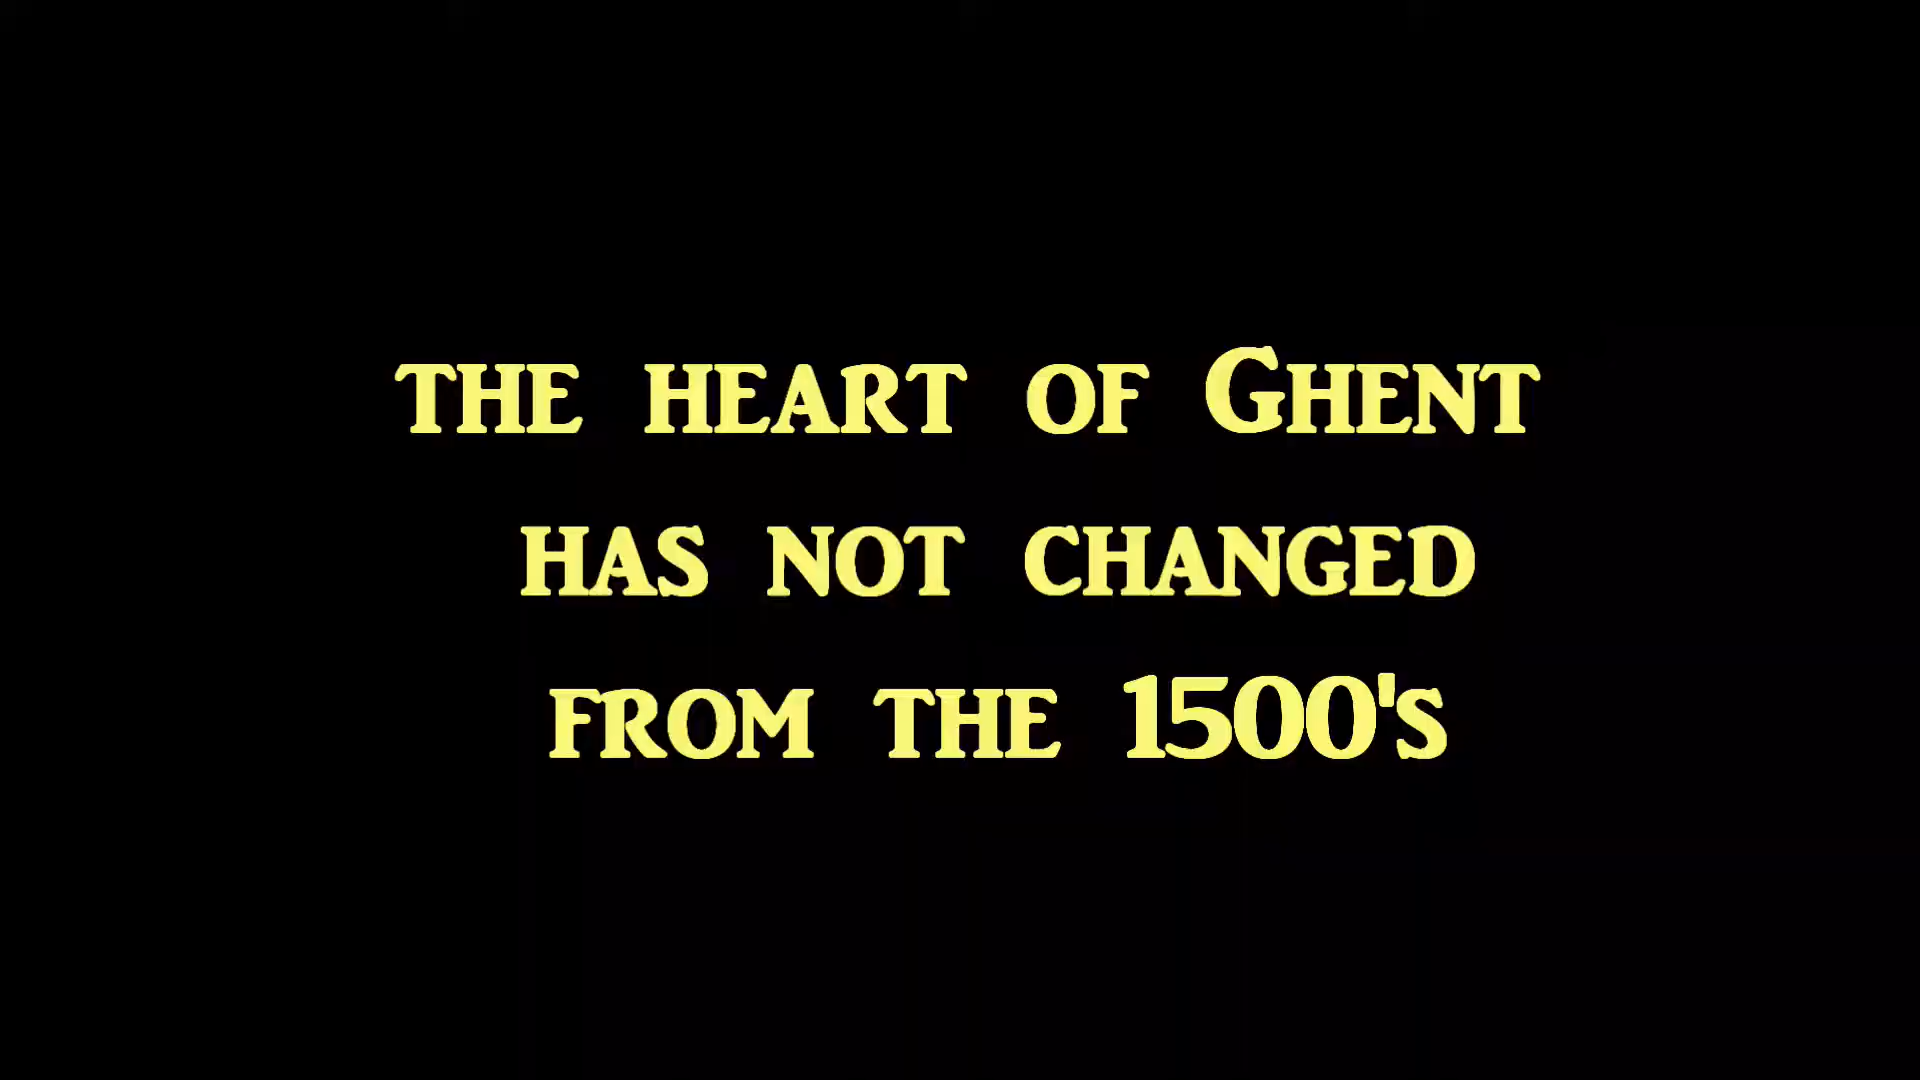 the heart of Ghent
has not changed
from the 1500's